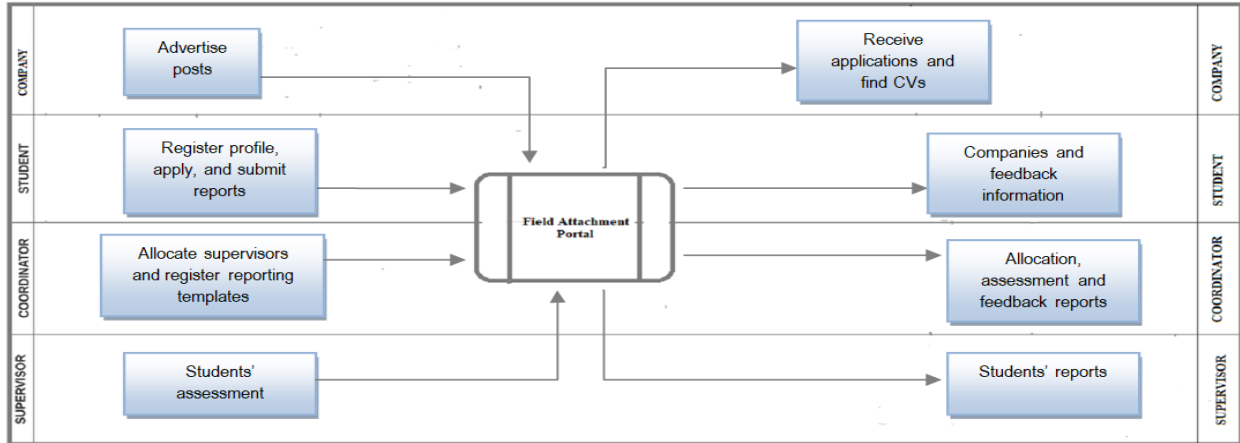 COMPANY
Advertise
posts
Receive
applications and
find CVs
COMPANY
STUDENT
Register profile,
apply, and submit
reports
Field Attachment
Portal
Companies and
feedback
information
STUDENT
COORDINATOR
Allocate supervisors
and register reporting
templates
Allocation,
assessment and
feedback reports
COORDINATOR
SUPERVISOR
Students'
assessment
Students' reports
SUPERVISOR